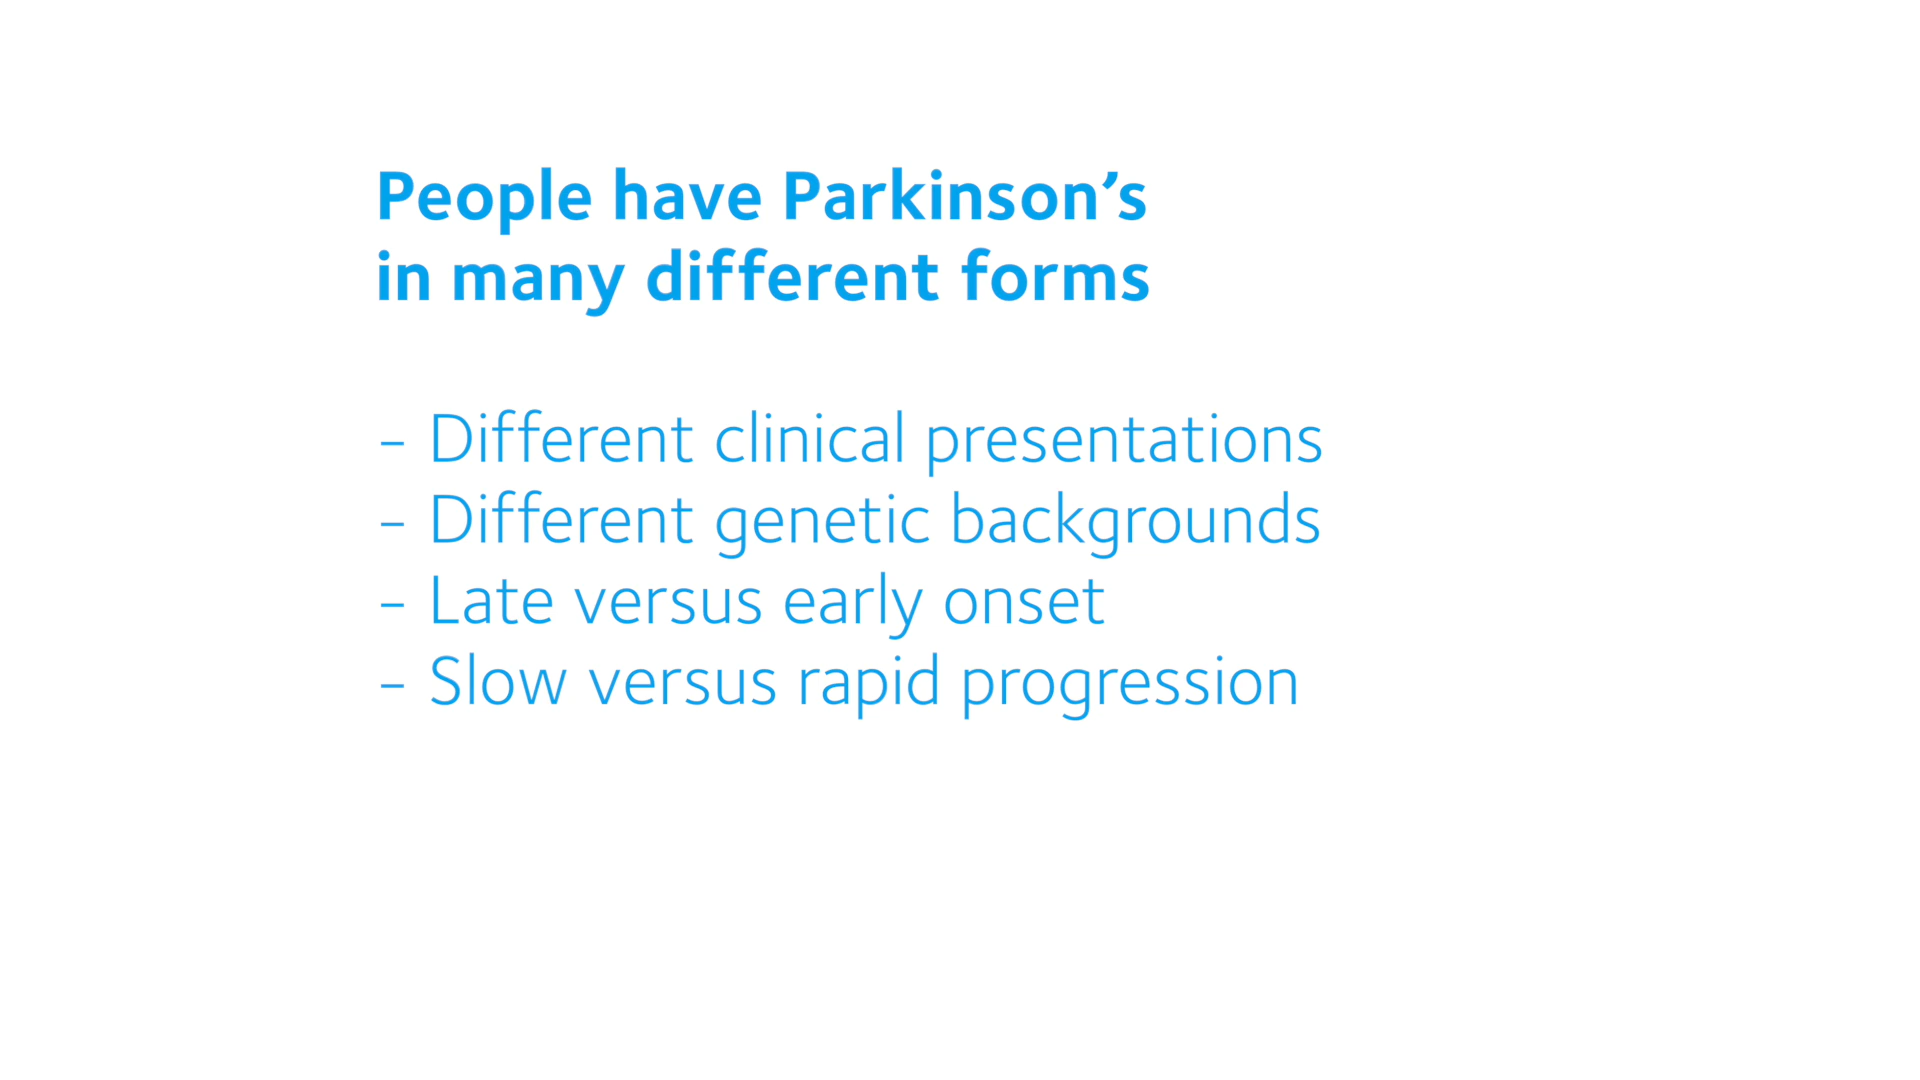 People have Parkinson’s
in many different forms
– Different clinical presentations
– Different genetic backgrounds
– Late versus early onset
– Slow versus rapid progression